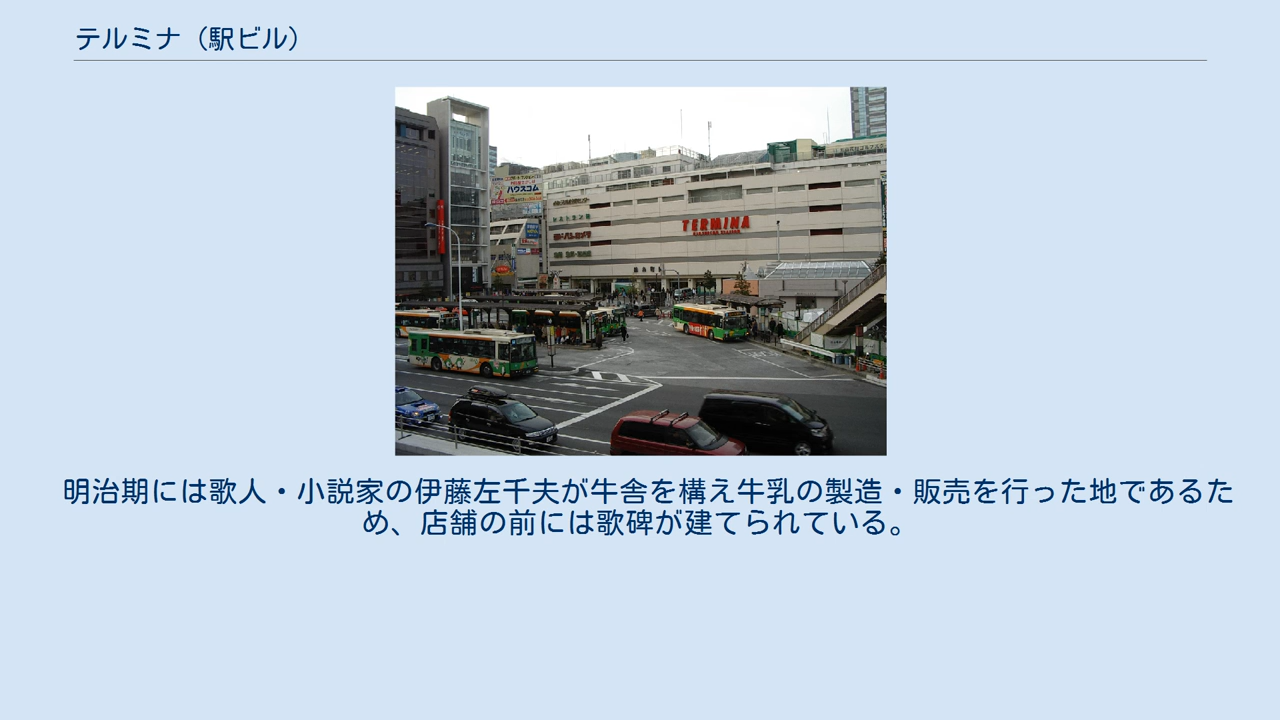 テルミナ（駅ビル）
ハウスコム
TERMINA
明治期には歌人・小説家の伊藤左千夫が牛舎を構え牛乳の製造・販売を行った地であるた
め、店舗の前には歌碑が建てられている。